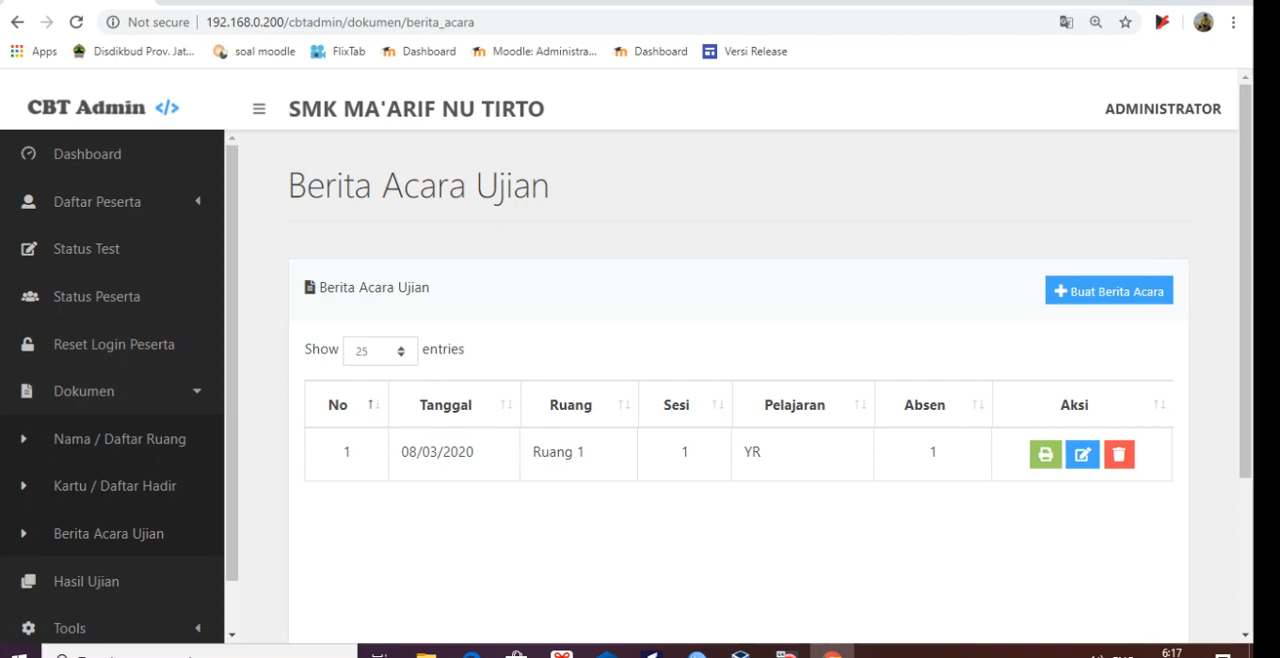 Not secure | 192.168.0.200/cbtadmin/dokumen/berita_acara
Apps Disdikbud Prov. Jat... soal moodle FlixTab Dashboard Moodle: Administra... Dashboard Versi Release
CBT Admin </> SMK MA'ARIF NU TIRTO ADMINISTRATOR
Dashboard
Daftar Peserta
Status Test
Status Peserta
Reset Login Peserta
Dokumen
Nama / Daftar Ruang
Kartu / Daftar Hadir
Berita Acara Ujian
Hasil Ujian
Tools
Berita Acara Ujian
Berita Acara Ujian
Buat Berita Acara
Show 25 entries
No Tanggal Ruang Sesi Pelajaran Absen Aksi
1 08/03/2020 Ruang 1 1 YR 1
6:17